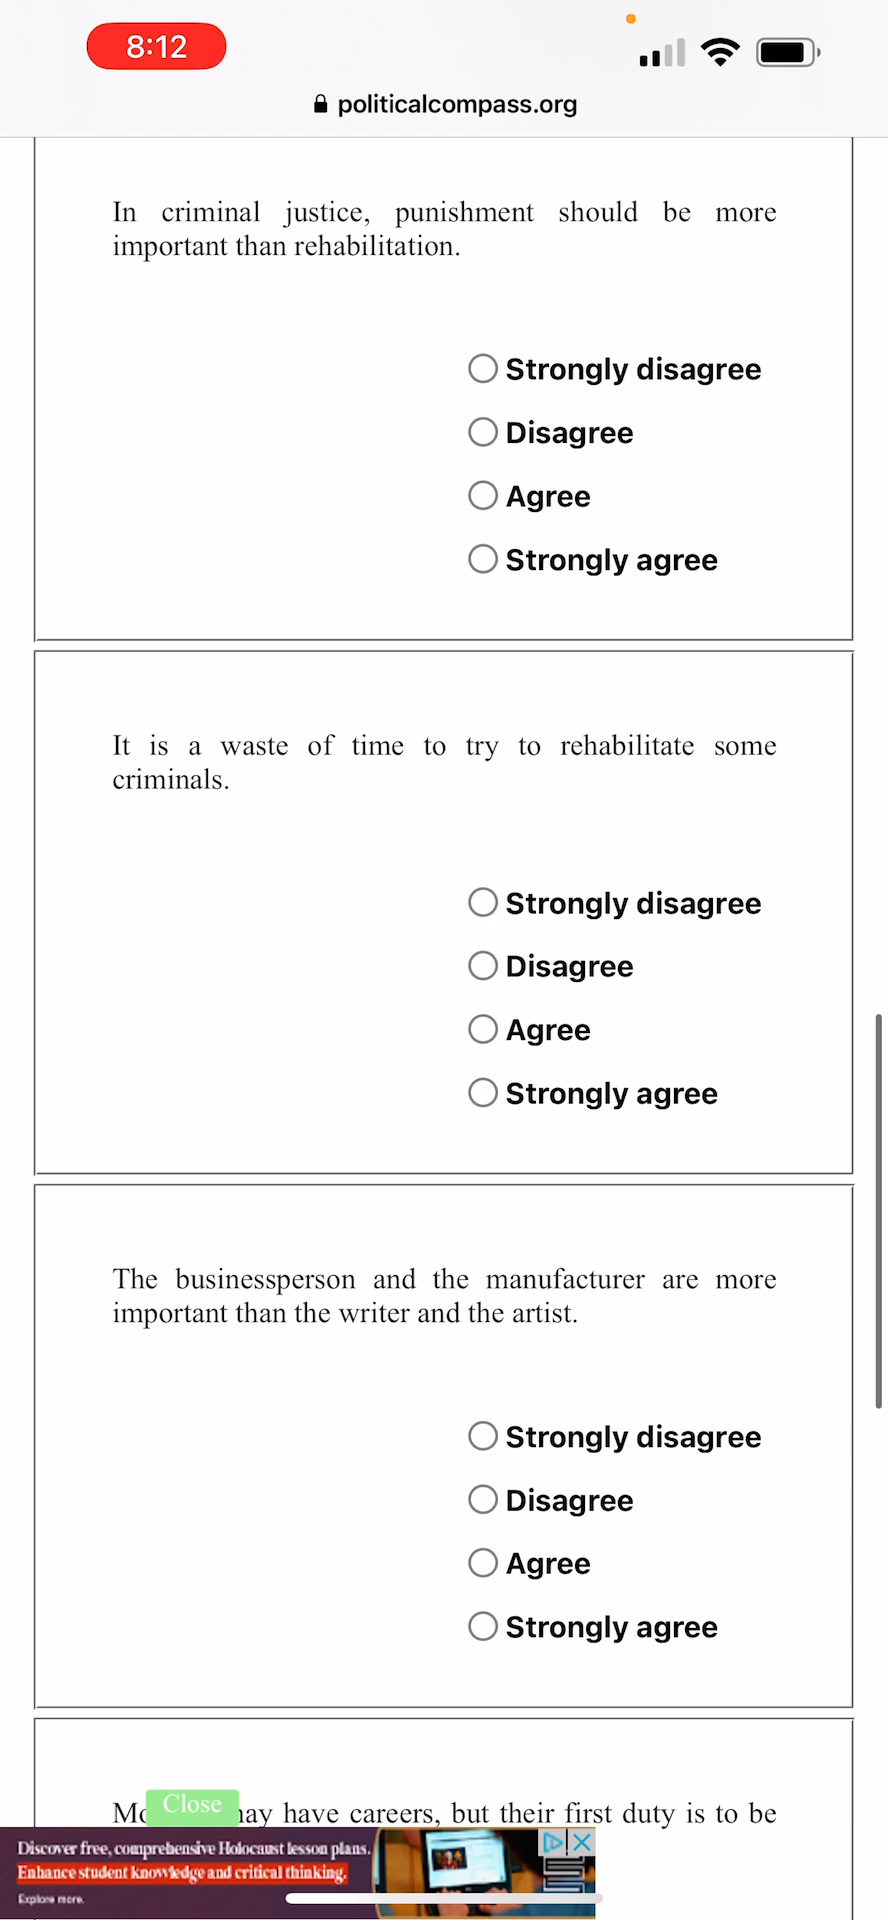 8:12
politicalcompass.org
In criminal justice, punishment should be more
important than rehabilitation.
Strongly disagree
Disagree
Agree
Strongly agree
It is a waste of time to try to rehabilitate some
criminals.
Strongly disagree
Disagree
Agree
Strongly agree
The businessperson and the manufacturer are more
important than the writer and the artist.
Strongly disagree
Disagree
Agree
Strongly agree
Close
have careers, but their first duty is to be
Discover free, comprehensive Holocaust lesson plans.
Enhance student knowledge and critical thinking.
Explore more.